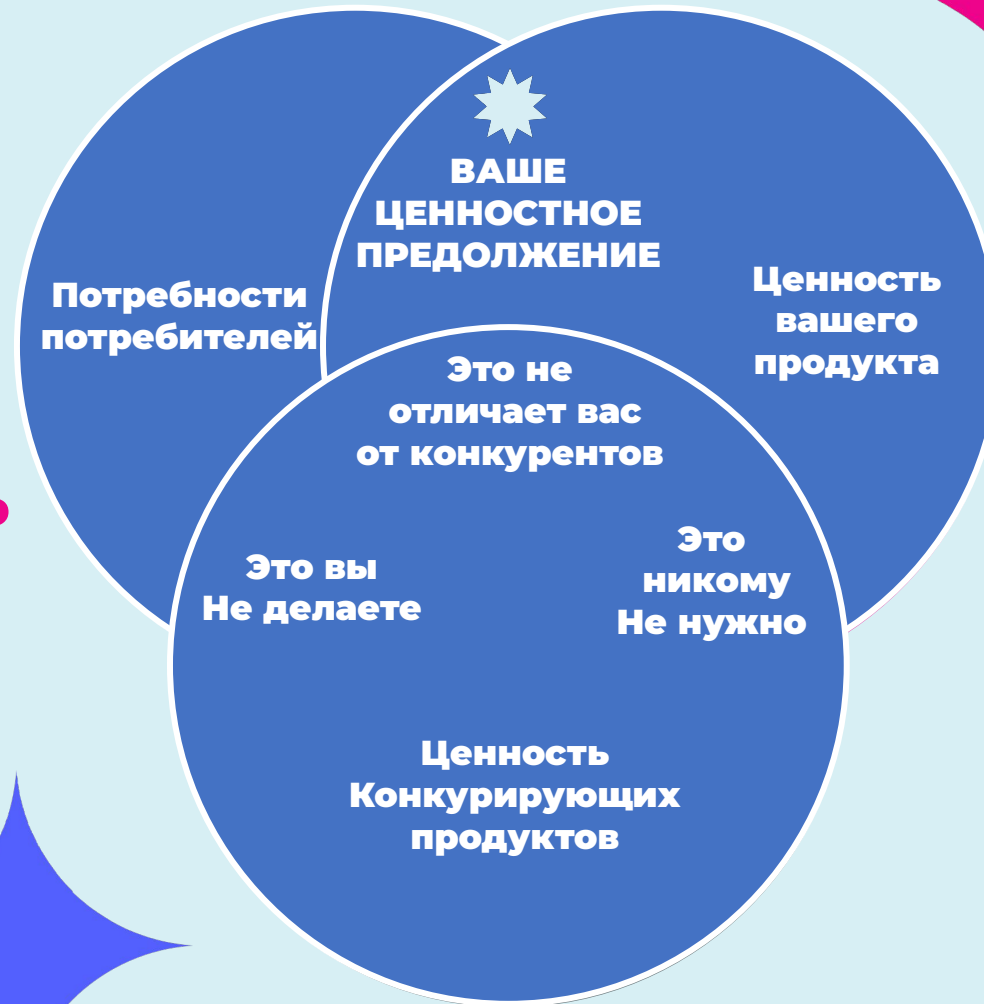 ВАШЕ
ЦЕННОСТНОЕ
ПРЕДОЛЖЕНИЕ
Потребности
потребителей
Ценность
вашего
продукта
Это не
отличает вас
от конкурентов
Это вы
Не делаете
Это
никому
Не нужно
Ценность
Конкурирующих
продуктов